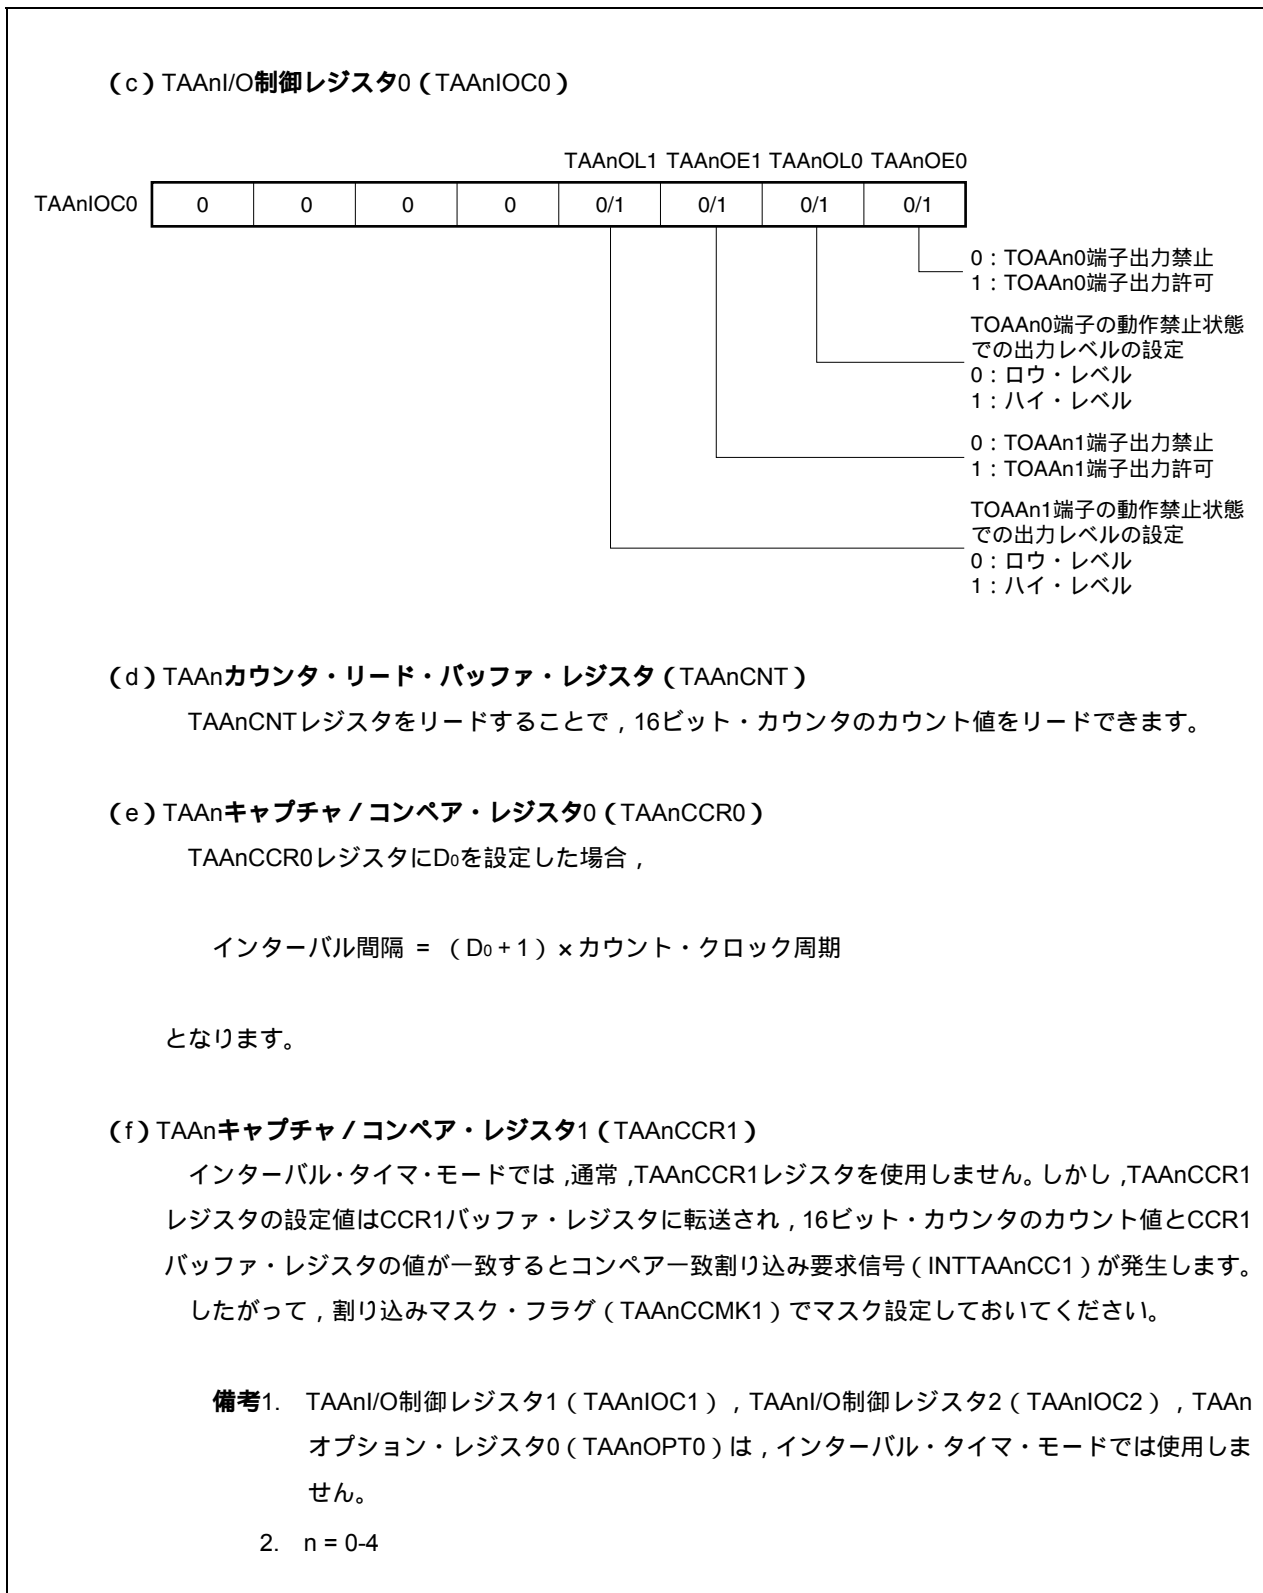 （c）TAAnI/O制御レジスタ0（TAAnIOC0）
TAAnOL1 TAAnOE1 TAAnOL0 TAAnOE0
TAAnIOC0 0 0 0 0 0/1 0/1 0/1 0/1
0：TOAAn0端子出力禁止
1：TOAAn0端子出力許可
TOAAn0端子の動作禁止状態
での出力レベルの設定
0：ロウ・レベル
1：ハイ・レベル
0：TOAAn1端子出力禁止
1：TOAAn1端子出力許可
TOAAn1端子の動作禁止状態
での出力レベルの設定
0：ロウ・レベル
1：ハイ・レベル
（d）TAAnカウンタ・リード・バッファ・レジスタ（TAAnCNT）
TAAnCNTレジスタをリードすることで，16ビット・カウンタのカウント値をリードできます。
（e）TAAnキャプチャ／コンペア・レジスタ0（TAAnCCR0）
TAAnCCR0レジスタにD0を設定した場合，
インターバル間隔 =（D0＋1）×カウント・クロック周期
となります。
（f）TAAnキャプチャ／コンペア・レジスタ1（TAAnCCR1）
インターバル・タイマ・モードでは，通常，TAAnCCR1レジスタを使用しません。しかし，TAAnCCR1
レジスタの設定値はCCR1バッファ・レジスタに転送され，16ビット・カウンタのカウント値とCCR1
バッファ・レジスタの値が一致するとコンペア一致割り込み要求信号（INTTAAnCC1）が発生します。
したがって，割り込みマスク・フラグ（TAAnCCMK1）でマスク設定しておいてください。
備考1. TAAnI/O制御レジスタ1（TAAnIOC1），TAAnI/O制御レジスタ2（TAAnIOC2），TAAn
オプション・レジスタ0（TAAnOPT0）は，インターバル・タイマ・モードでは使用しま
せん。
2. n = 0-4